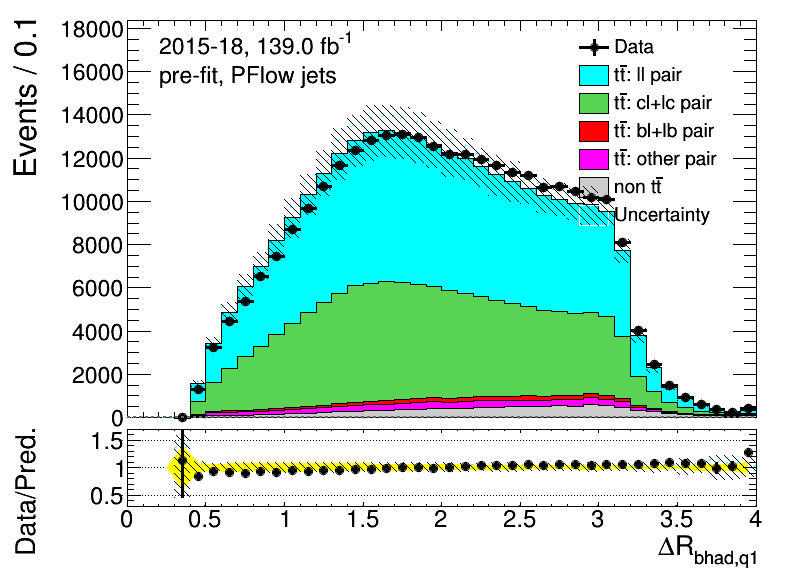 2015-18, 139.0 fb⁻¹
pre-fit, PFlow jets
Data
tt̄: ll pair
tt̄: cl+lc pair
tt̄: bl+lb pair
tt̄: other pair
non tt̄
Uncertainty
Events / 0.1
18000
16000
14000
12000
10000
8000
6000
4000
2000
0
Data/Pred.
1.5
1
0.5
0 0.5 1 1.5 2 2.5 3 3.5 4
ΔR_bhad,q1